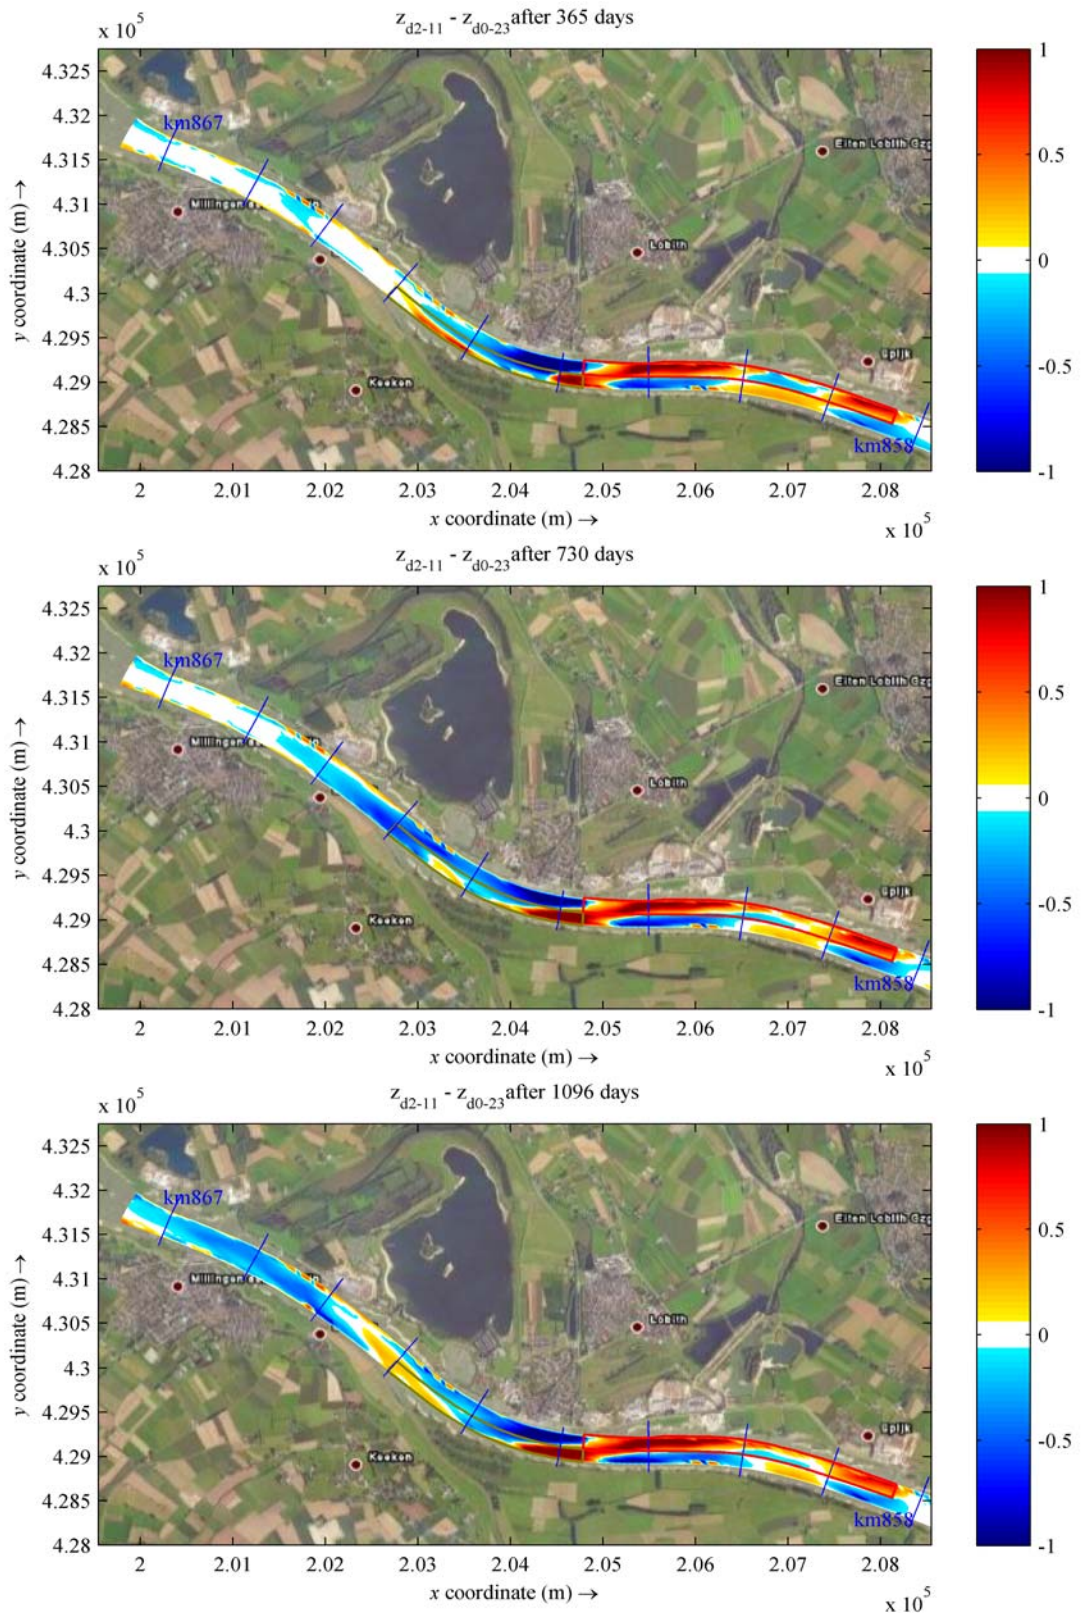 z_d2-11 - z_d0-23 after 365 days
x 10^5
4.325
4.32
4.315
4.31
4.305
4.3
4.295
4.29
4.285
4.28
y coordinate (m) →
km867
Lobith
Keeken
km858
2 2.01 2.02 2.03 2.04 2.05 2.06 2.07 2.08
x coordinate (m) →
x 10^5
1
0.5
0
-0.5
-1
z_d2-11 - z_d0-23 after 730 days
x 10^5
4.325
4.32
4.315
4.31
4.305
4.3
4.295
4.29
4.285
4.28
y coordinate (m) →
km867
Lobith
Keeken
km858
2 2.01 2.02 2.03 2.04 2.05 2.06 2.07 2.08
x coordinate (m) →
x 10^5
1
0.5
0
-0.5
-1
z_d2-11 - z_d0-23 after 1096 days
x 10^5
4.325
4.32
4.315
4.31
4.305
4.3
4.295
4.29
4.285
4.28
y coordinate (m) →
km867
Lobith
Keeken
km858
2 2.01 2.02 2.03 2.04 2.05 2.06 2.07 2.08
x coordinate (m) →
x 10^5
1
0.5
0
-0.5
-1